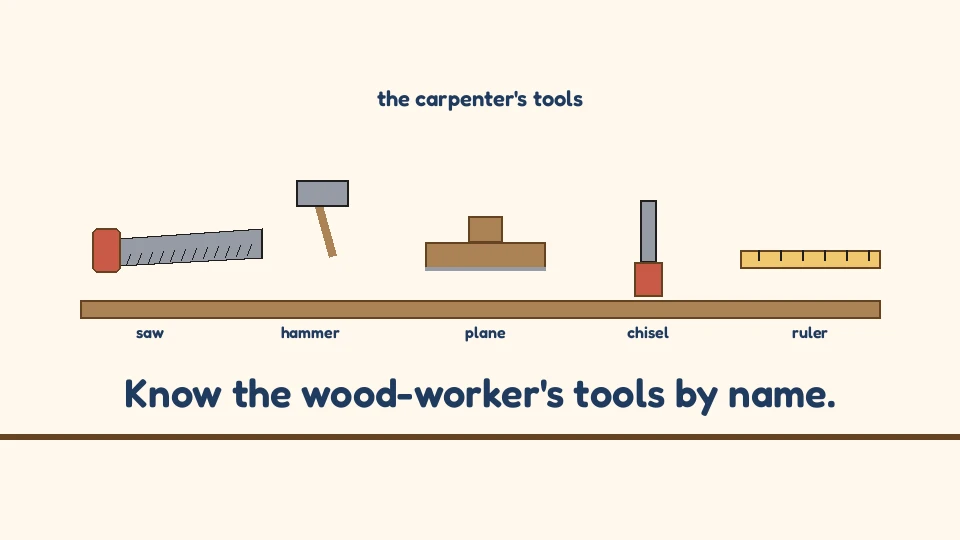 the carpenter's tools
saw hammer plane chisel ruler
Know the wood-worker's tools by name.